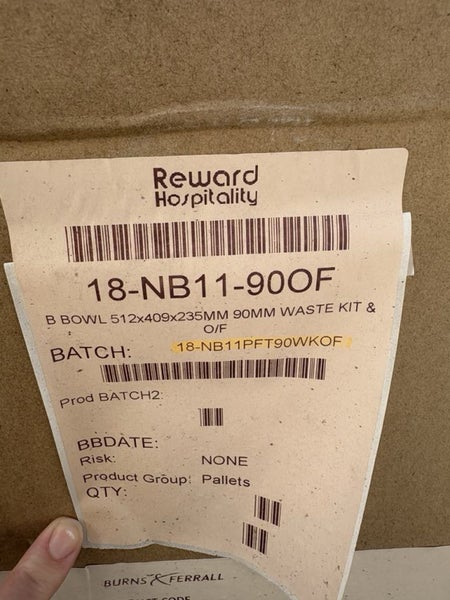 Reward
Hospitality
18-NB11-90OF
B BOWL 512x409x235MM 90MM WASTE KIT &
O/F
BATCH: 18-NB11PFT90WKOF
Prod BATCH2:
BBDATE:
Risk: NONE
Product Group: Pallets
QTY:
BURNS & FERRALL
CODE